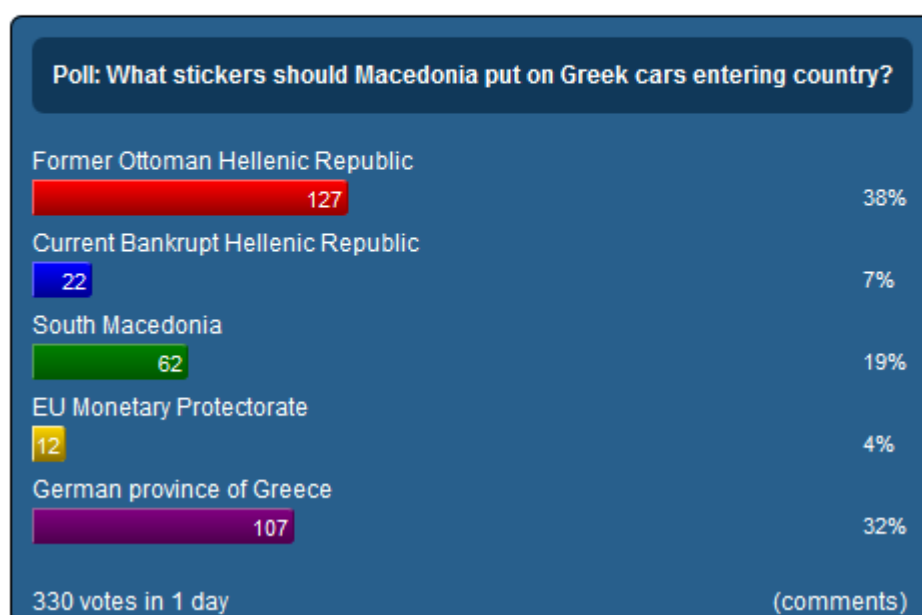 Poll: What stickers should Macedonia put on Greek cars entering country?
Former Ottoman Hellenic Republic
127 38%
Current Bankrupt Hellenic Republic
22 7%
South Macedonia
62 19%
EU Monetary Protectorate
12 4%
German province of Greece
107 32%
330 votes in 1 day (comments)